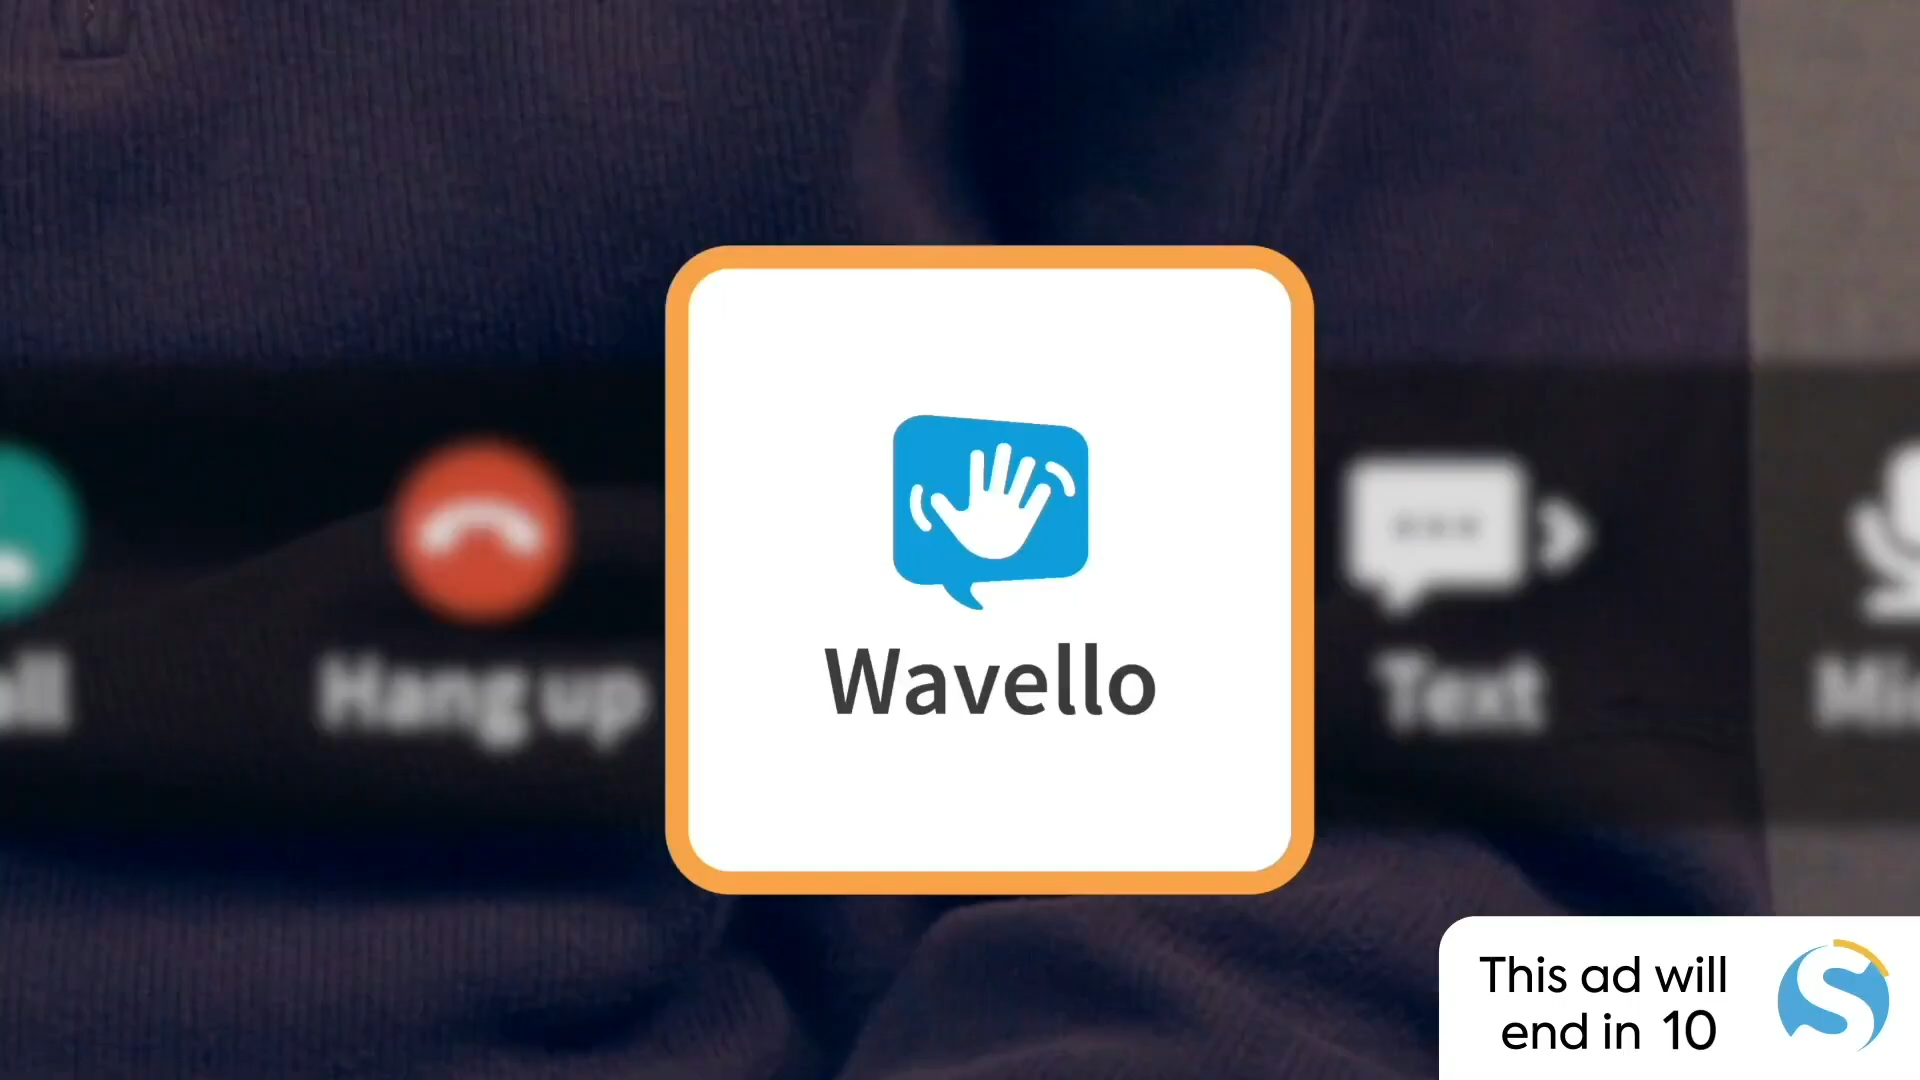 Hang up
Wavello
Text
This ad will
end in 10